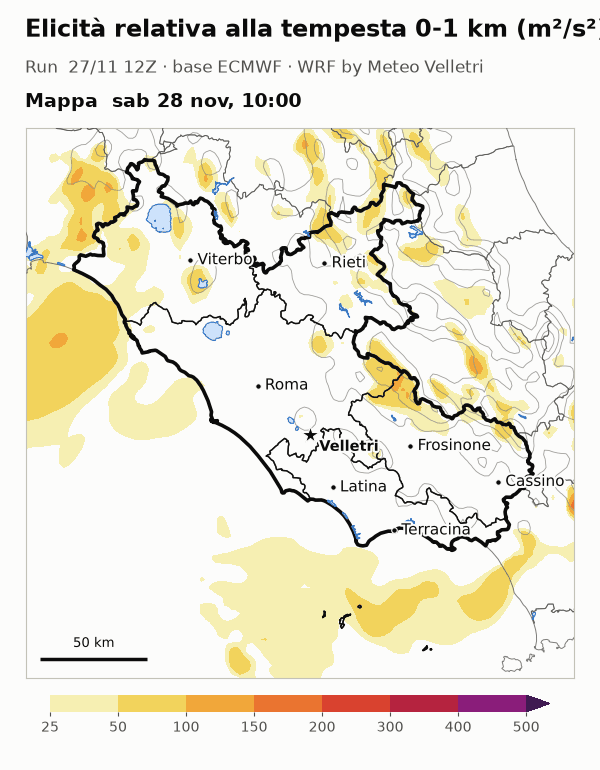 Elicità relativa alla tempesta 0-1 km (m²/s²)
Run 27/11 12Z · base ECMWF · WRF by Meteo Velletri
Mappa sab 28 nov, 10:00
Viterbo
Rieti
Roma
Velletri
Frosinone
Latina
Cassino
Terracina
50 km
25 50 100 150 200 300 400 500